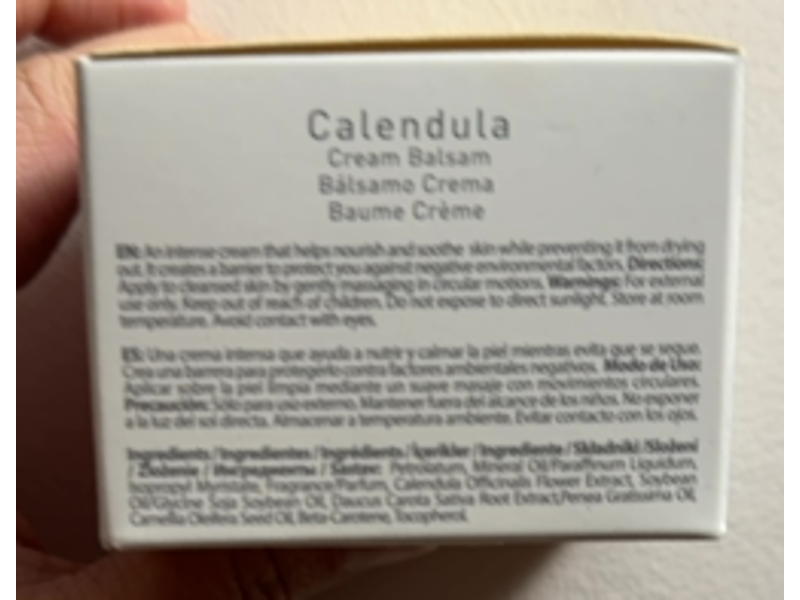 Calendula
Cream Balsam
Bálsamo Crema
Baume Crème
EN: An intense cream that helps nourish and soothe skin while preventing it from drying
out. It creates a barrier to protect you against negative environmental factors. Directions:
Apply to cleansed skin by gently massaging in circular motions. Warnings: For external
use only. Keep out of reach of children. Do not expose to direct sunlight. Store at room
temperature. Avoid contact with eyes.
ES: Una crema intensa que ayuda a nutrir y calmar la piel mientras evita que se seque.
Crea una barrera para protegerlo contra factores ambientales negativos. Modo de Uso:
Aplicar sobre la piel limpia mediante un suave masaje con movimientos circulares.
Precaución: Sólo para uso externo. Mantener fuera del alcance de los niños. No exponer
a la luz del sol directa. Almacenar a temperatura ambiente. Evitar contacto con los ojos.
Ingredients / Ingredientes / Ingrédients / İçerikler / Ingrediente / Składniki /Složení
/ Zloženie / Ингредиенты / Sastav: Petrolatum, Mineral Oil/Paraffinum Liquidum,
Isopropyl Myristate, Fragrance/Parfum, Calendula Officinalis Flower Extract, Soybean
Oil/Glycine Soja Soybean Oil, Daucus Carota Sativa Root Extract,Persea Gratissima Oil,
Camellia Oleifera Seed Oil, Beta-Carotene, Tocopherol.